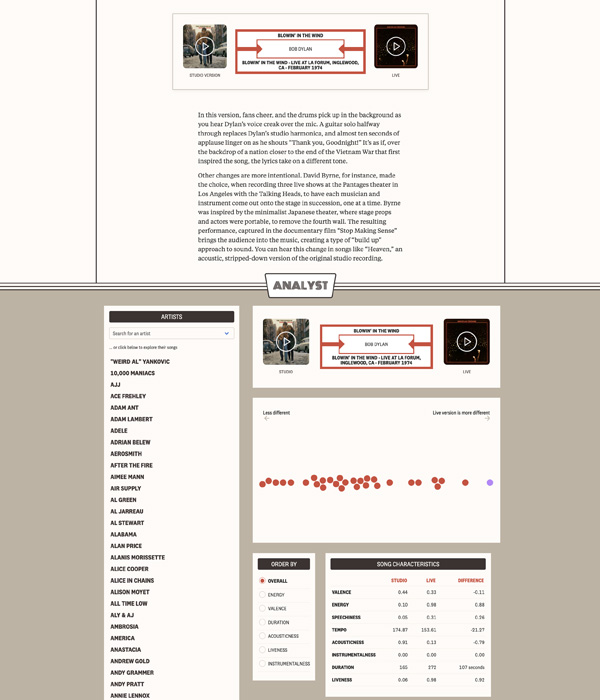 BLOWIN' IN THE WIND
BOB DYLAN
BLOWIN' IN THE WIND - LIVE AT LA FORUM, INGLEWOOD,
CA - FEBRUARY 1974
STUDIO VERSION
LIVE
In this version, fans cheer, and the drums pick up in the background as
you hear Dylan's voice creak over the mic. A guitar solo halfway
through replaces Dylan's studio harmonica, and almost ten seconds of
applause linger on as he shouts "Thank you, Goodnight!" It's as if, over
the backdrop of a nation closer to the end of the Vietnam War that first
inspired the song, the lyrics take on a different tone.
Other changes are more intentional. David Byrne, for instance, made
the choice, when recording three live shows at the Pantages theater in
Los Angeles with the Talking Heads, to have each musician and
instrument come out onto the stage in succession, one at a time. Byrne
was inspired by the minimalist Japanese theater, where stage props
and actors were portable, to remove the fourth wall. The resulting
performance, captured in the documentary film "Stop Making Sense"
brings the audience into the music, creating a type of "build up"
approach to sound. You can hear this change in songs like "Heaven," an
acoustic, stripped-down version of the original studio recording.
ANALYST
ARTISTS
Search for an artist
... or click below to explore their songs
"WEIRD AL" YANKOVIC
10,000 MANIACS
AJJ
ACE FREHLEY
ADAM ANT
ADAM LAMBERT
ADELE
ADRIAN BELEW
AEROSMITH
AFTER THE FIRE
AIMEE MANN
AIR SUPPLY
AL GREEN
AL JARREAU
AL STEWART
ALABAMA
ALAN PRICE
ALANIS MORISSETTE
ALICE COOPER
ALICE IN CHAINS
ALISON MOYET
ALL TIME LOW
ALY & AJ
AMBROSIA
AMERICA
ANASTACIA
ANDREW GOLD
ANDY GRAMMER
ANDY PRATT
ANNIE LENNOX
BLOWIN' IN THE WIND
BOB DYLAN
BLOWIN' IN THE WIND - LIVE AT LA FORUM,
INGLEWOOD, CA - FEBRUARY 1974
STUDIO
LIVE
Less different
Live version is more different
ORDER BY
OVERALL
ENERGY
VALENCE
DURATION
ACOUSTICNESS
LIVENESS
INSTRUMENTALNESS
SONG CHARACTERISTICS
STUDIO LIVE DIFFERENCE
VALENCE 0.44 0.33 -0.11
ENERGY 0.10 0.98 0.88
SPEECHINESS 0.05 0.31 0.26
TEMPO 174.87 153.61 -21.27
ACOUSTICNESS 0.91 0.13 -0.79
INSTRUMENTALNESS 0.00 0.00 0.00
DURATION 165 272 107 seconds
LIVENESS 0.06 0.98 0.92